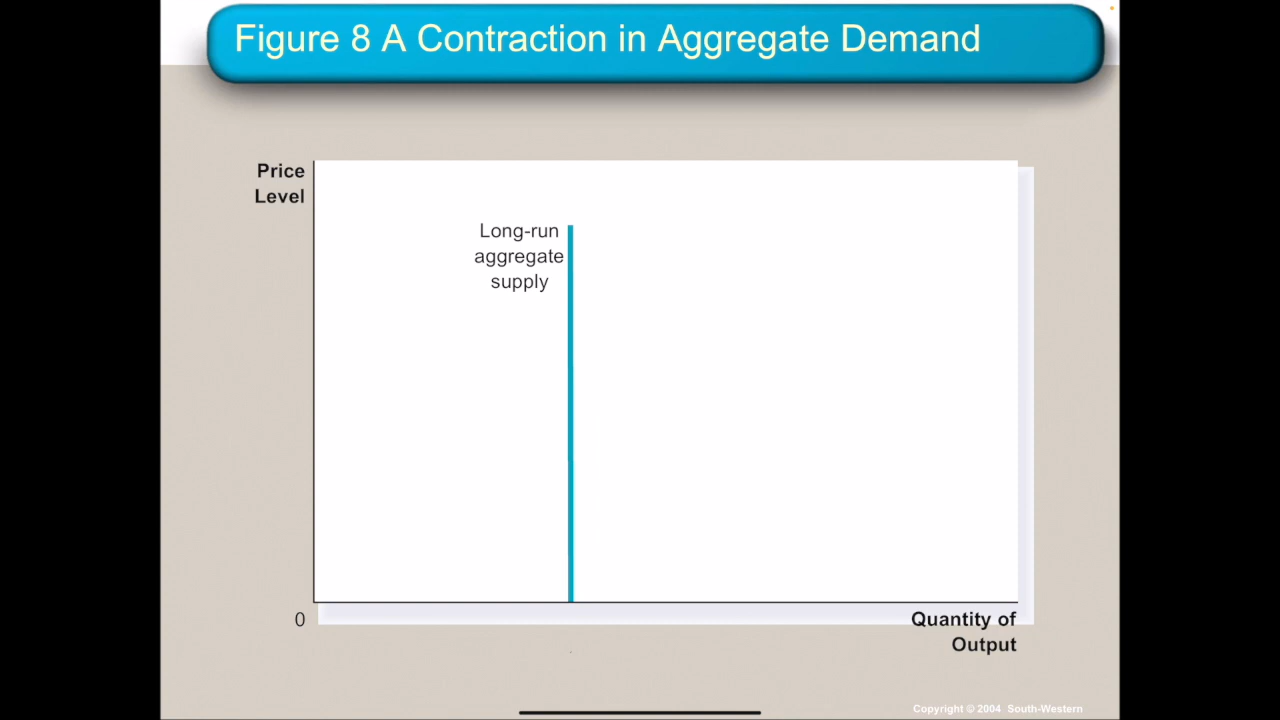 Figure 8 A Contraction in Aggregate Demand
Price
Level
Long-run
aggregate
supply
0
Quantity of
Output
Copyright © 2004 South-Western